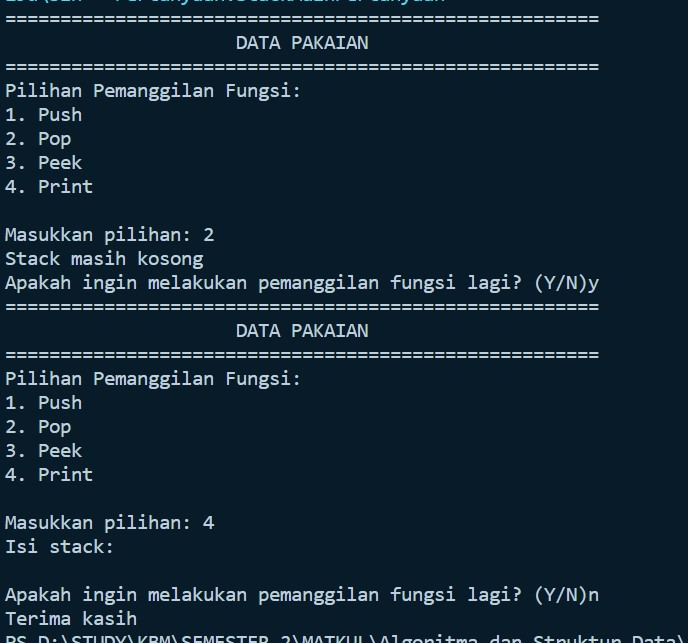 ======================================================
DATA PAKAIAN
======================================================
Pilihan Pemanggilan Fungsi:
1. Push
2. Pop
3. Peek
4. Print
Masukkan pilihan: 2
Stack masih kosong
Apakah ingin melakukan pemanggilan fungsi lagi? (Y/N)y
======================================================
DATA PAKAIAN
======================================================
Pilihan Pemanggilan Fungsi:
1. Push
2. Pop
3. Peek
4. Print
Masukkan pilihan: 4
Isi stack:
Apakah ingin melakukan pemanggilan fungsi lagi? (Y/N)n
Terima kasih
PS D:\STUDY\KBM\SEMESTER 2\MATKUL\Algoritma dan Struktur Data\